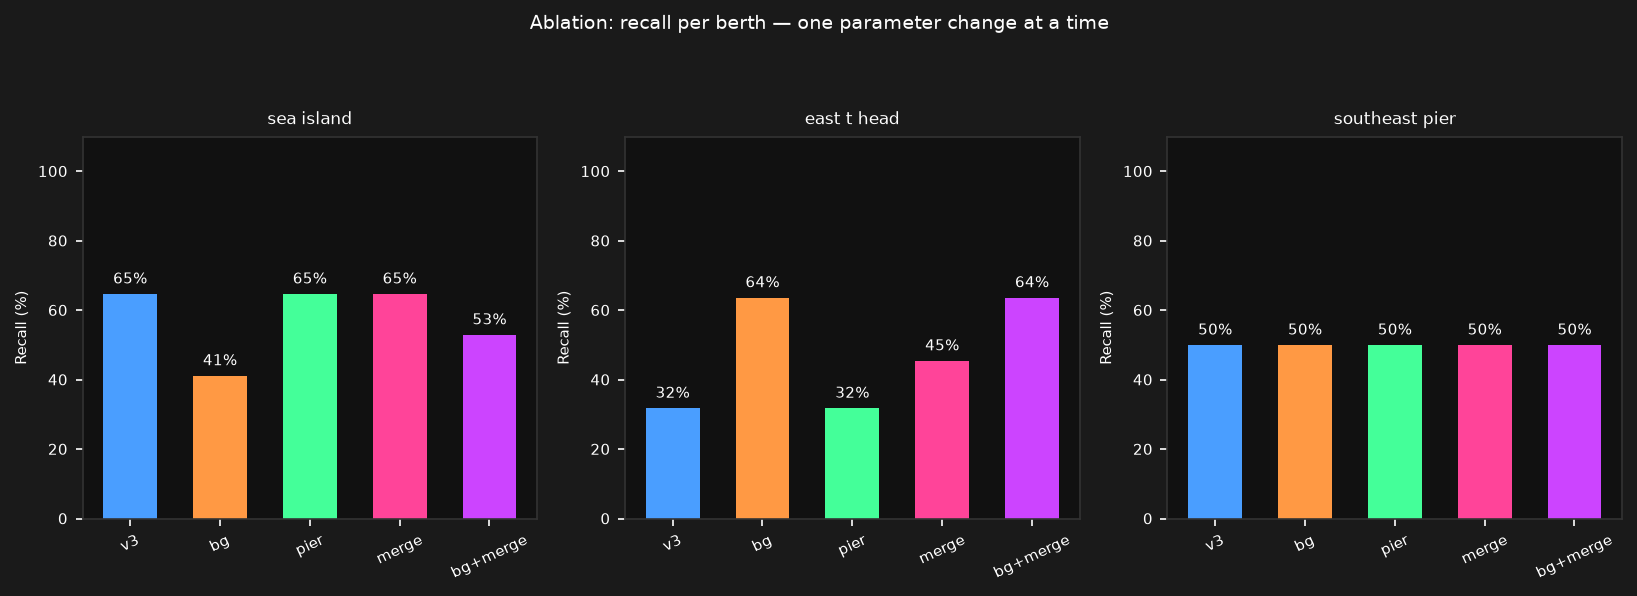 Ablation: recall per berth — one parameter change at a time
sea island
Recall (%)
100
80
60
40
20
0
65%
41%
65%
65%
53%
v3
bg
pier
merge
bg+merge
east t head
Recall (%)
100
80
60
40
20
0
32%
64%
32%
45%
64%
v3
bg
pier
merge
bg+merge
southeast pier
Recall (%)
100
80
60
40
20
0
50%
50%
50%
50%
50%
v3
bg
pier
merge
bg+merge